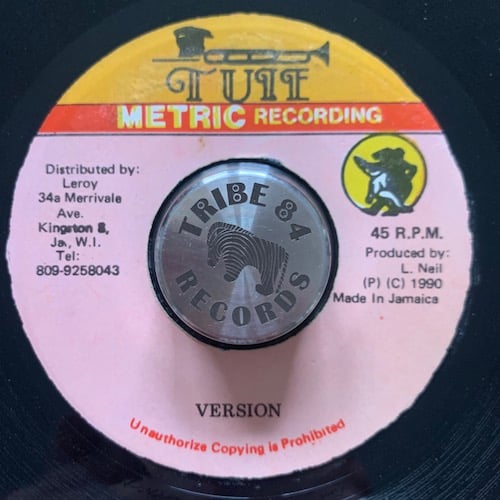 TUFF
METRIC RECORDING
Distributed by:
Leroy
34a Merrivale
Ave.
Kingston 8,
Ja, W.I.
Tel:
809-9258043
TRIBE 84
RECORDS
45 R.P.M.
Produced by:
L. Neil
(P) (C) 1990
Made In Jamaica
VERSION
Unauthorize Copying is Prohibited